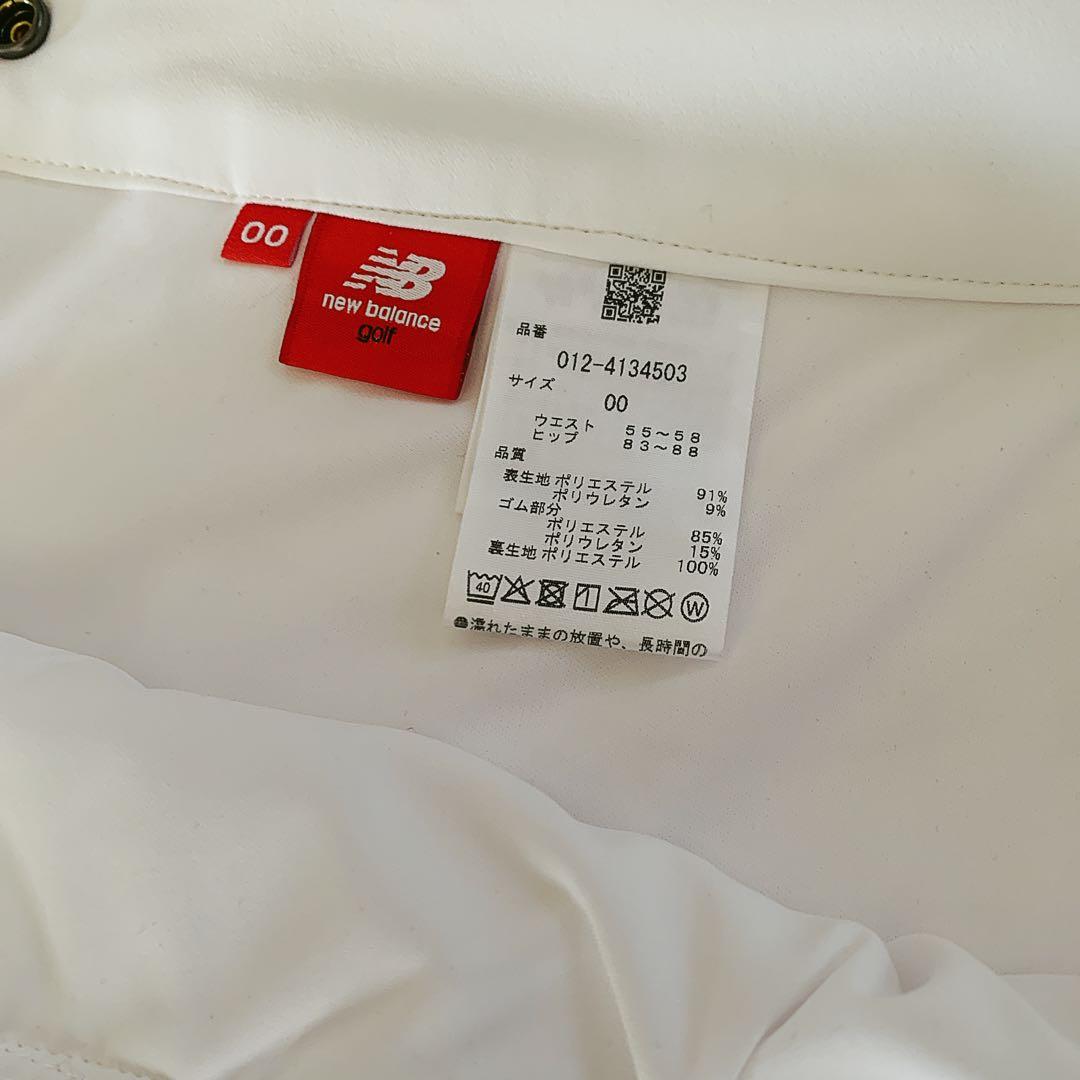 00
NB
new balance
golf
品番
012-4134503
サイズ
00
ウエスト 55～58
ヒップ 83～88
品質
表生地 ポリエステル 91%
ポリウレタン 9%
ゴム部分
ポリエステル 85%
ポリウレタン 15%
裏生地 ポリエステル 100%
40 W
●濡れたままの放置や、長時間の